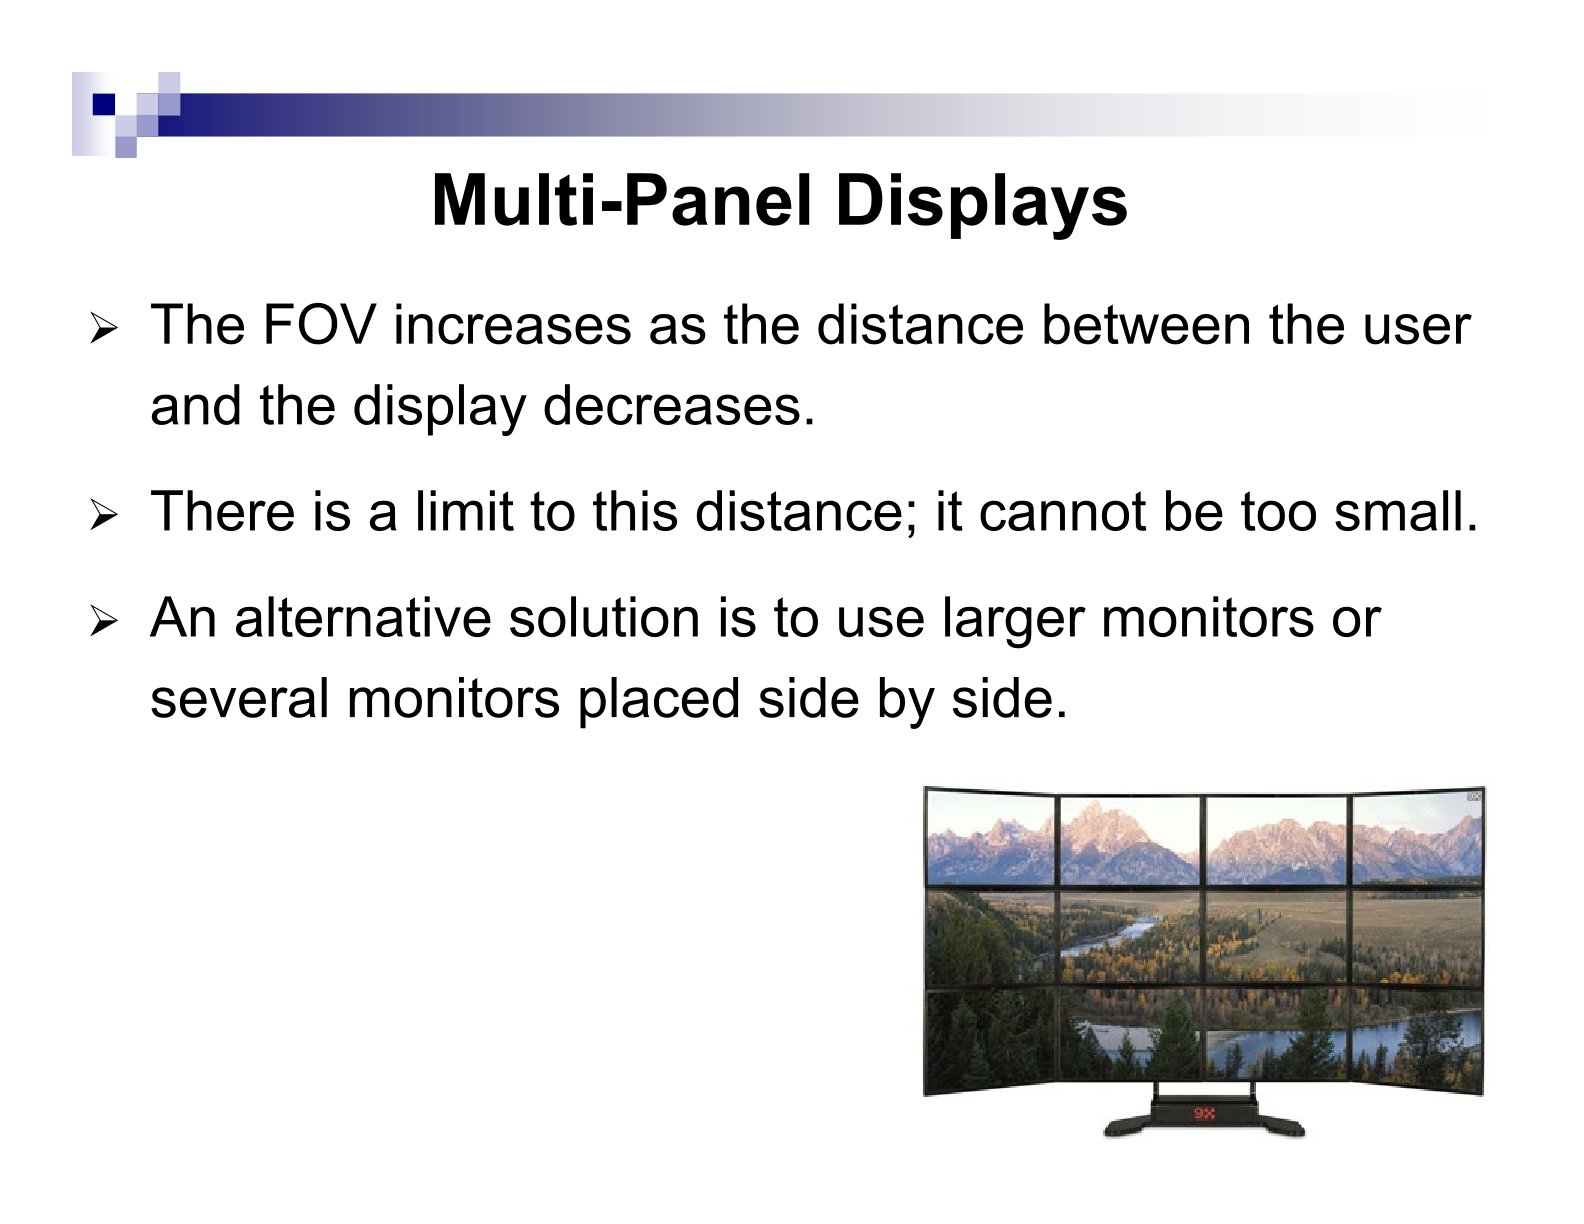 Multi-Panel Displays
➢ The FOV increases as the distance between the user
and the display decreases.
➢ There is a limit to this distance; it cannot be too small.
➢ An alternative solution is to use larger monitors or
several monitors placed side by side.
9X